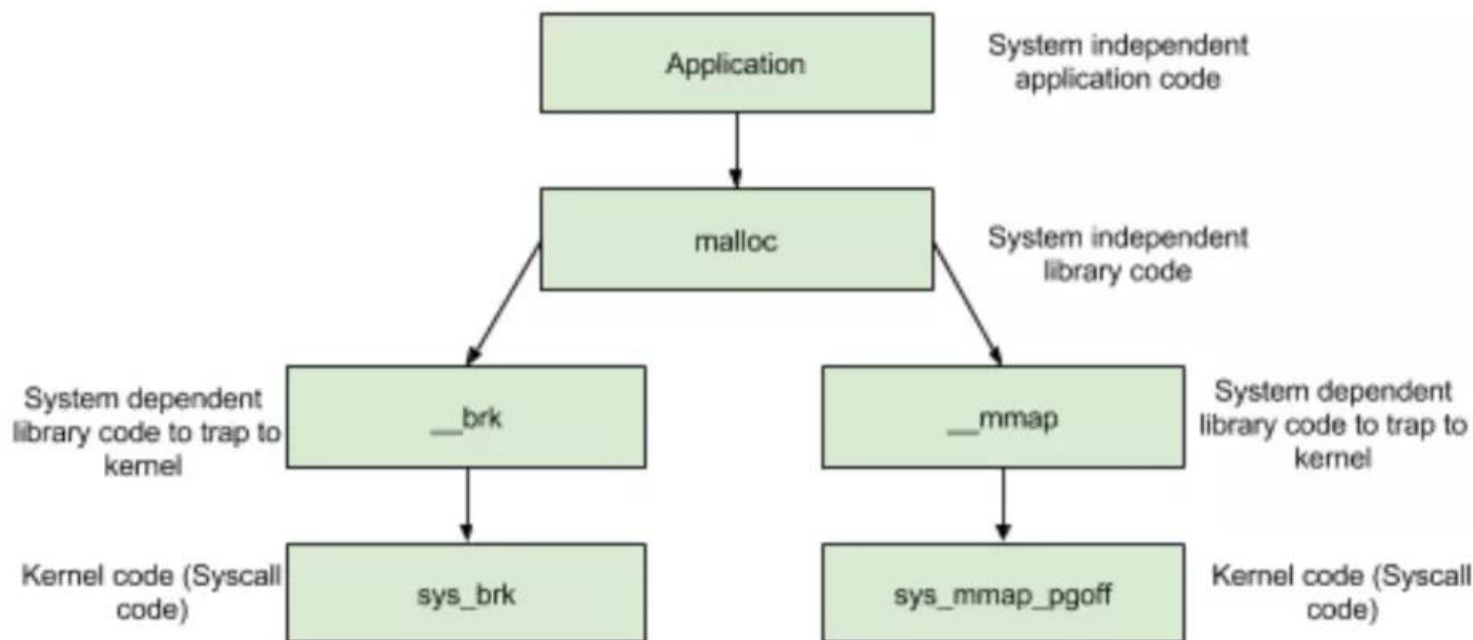 Application
System independent
application code
malloc
System independent
library code
System dependent
library code to trap to
kernel
__brk
__mmap
System dependent
library code to trap to
kernel
Kernel code (Syscall
code)
sys_brk
sys_mmap_pgoff
Kernel code (Syscall
code)